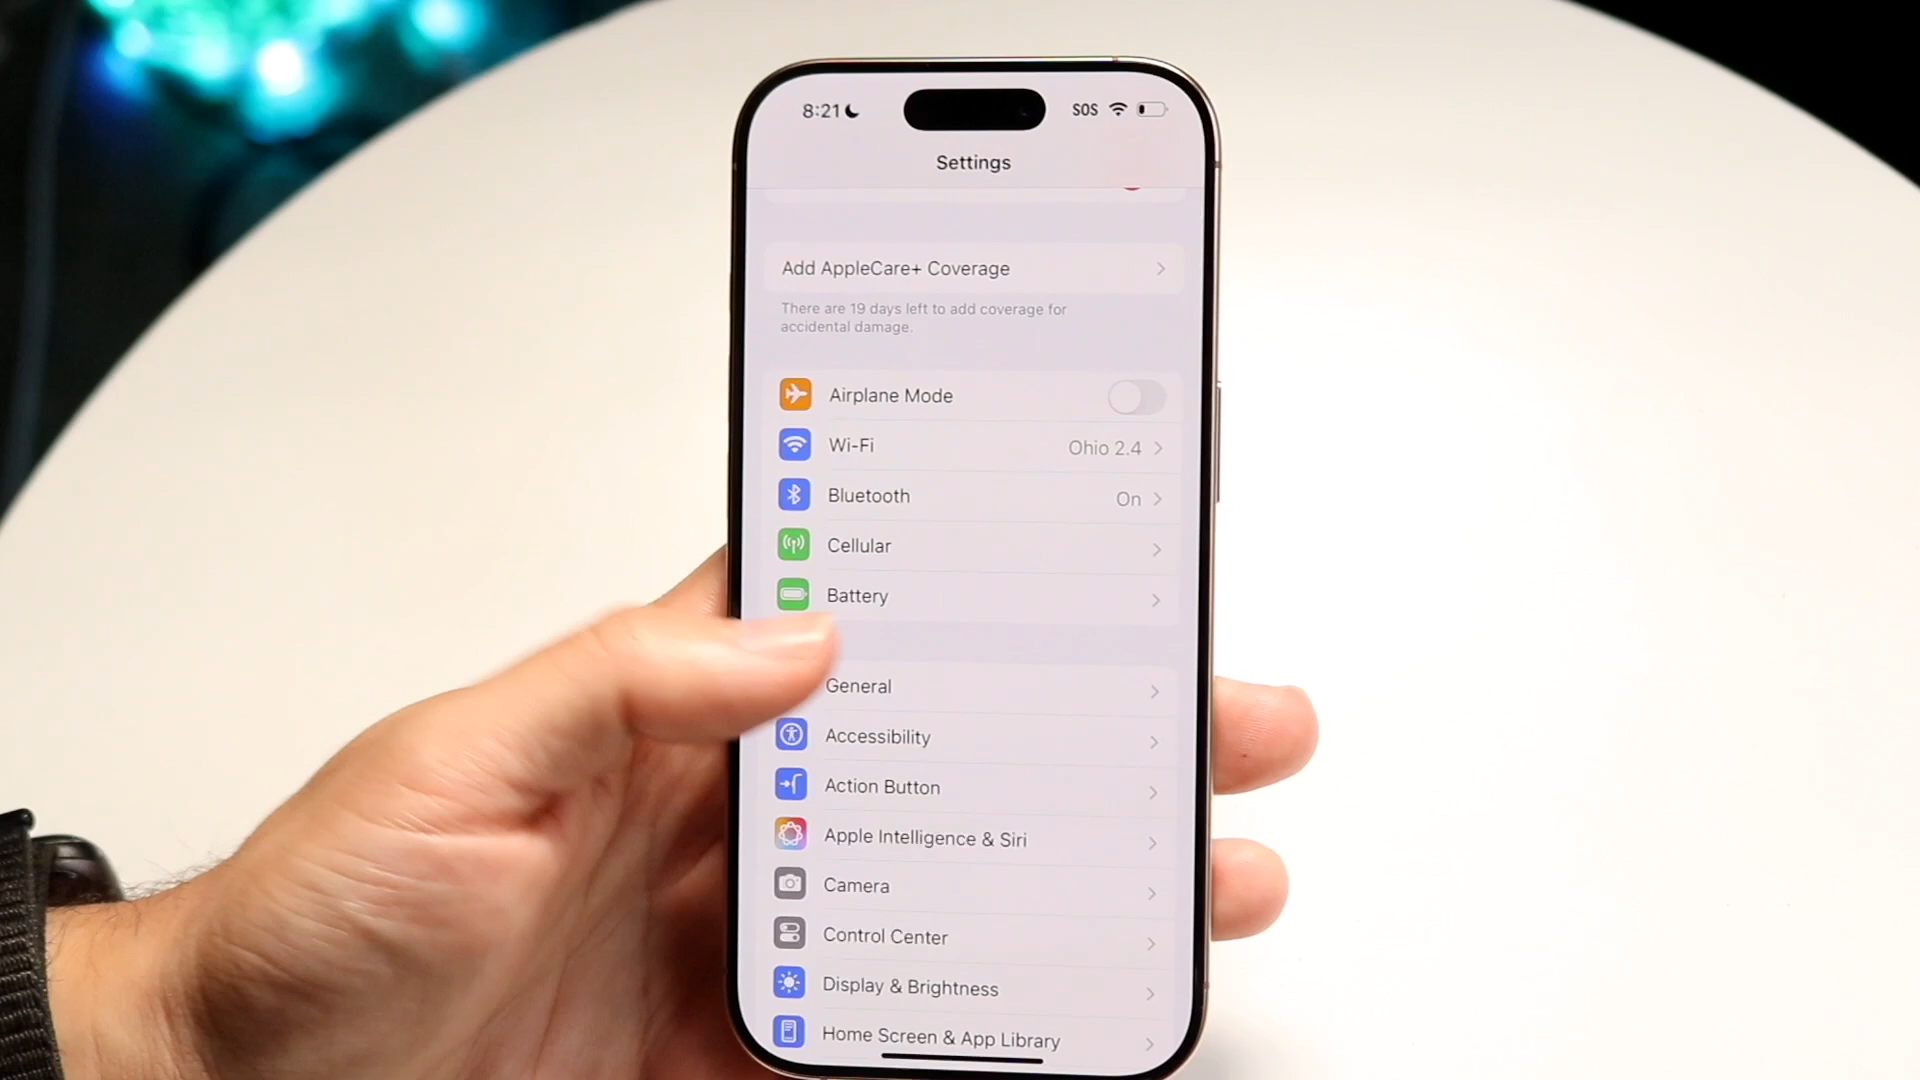 8:21
SOS
Settings
Add AppleCare+ Coverage
There are 19 days left to add coverage for
accidental damage.
Airplane Mode
Wi-Fi Ohio 2.4
Bluetooth On
Cellular
Battery
General
Accessibility
Action Button
Apple Intelligence & Siri
Camera
Control Center
Display & Brightness
Home Screen & App Library